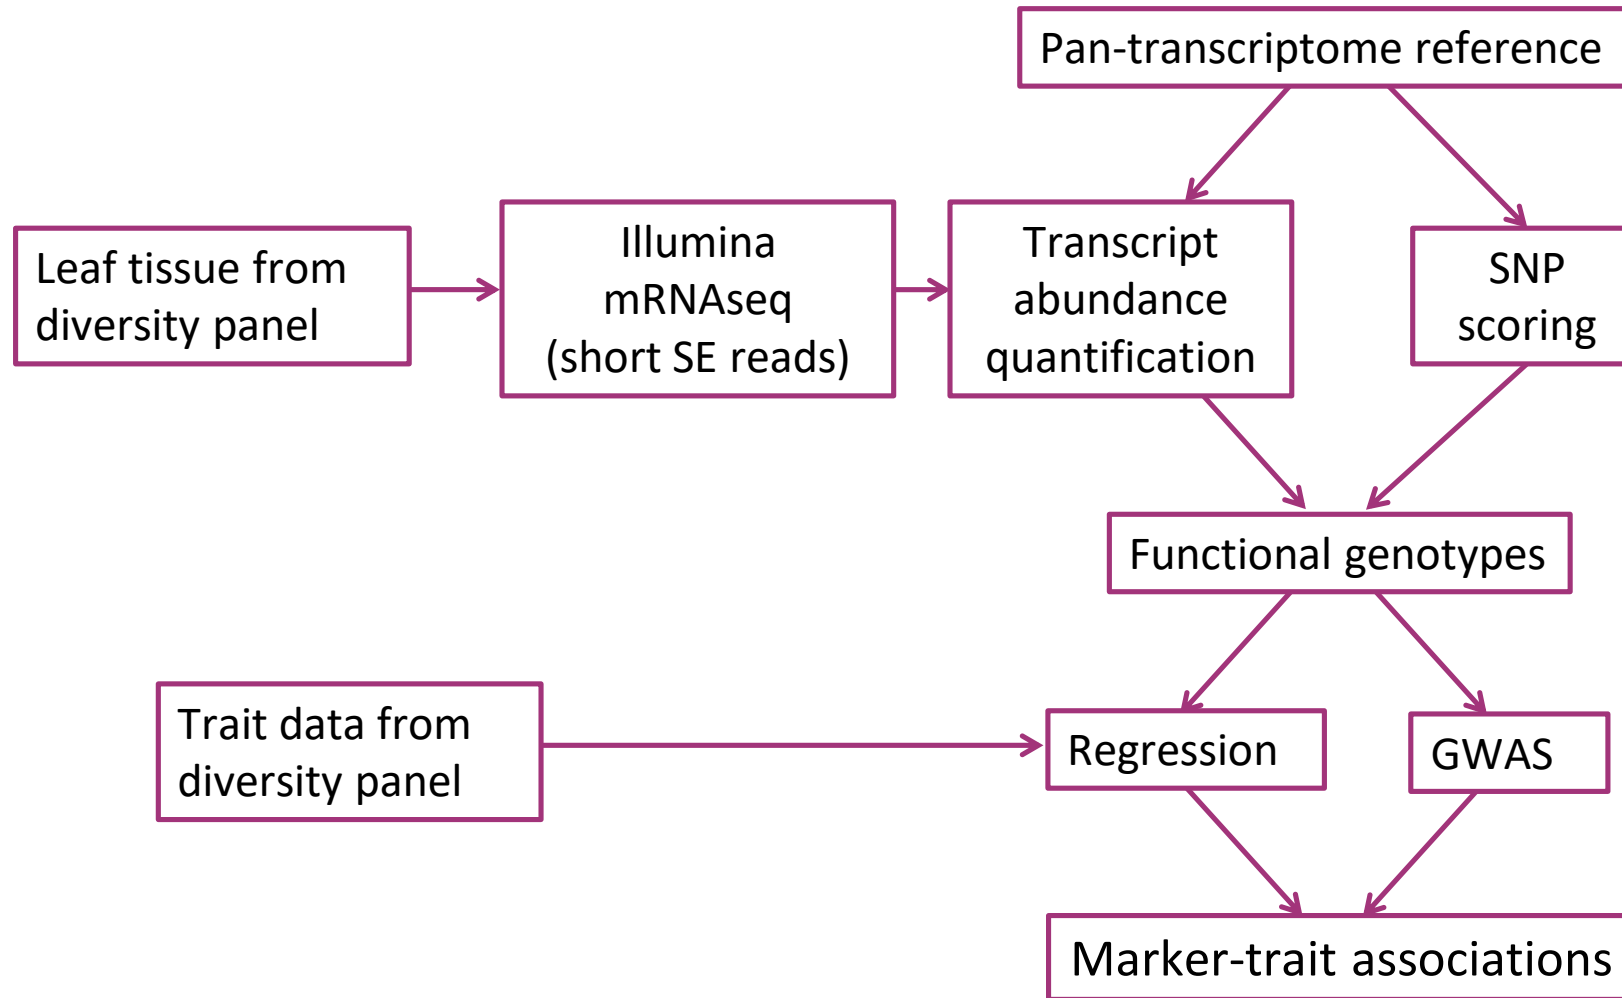 Pan-transcriptome reference
Leaf tissue from
diversity panel
Illumina
mRNAseq
(short SE reads)
Transcript
abundance
quantification
SNP
scoring
Functional genotypes
Trait data from
diversity panel
Regression
GWAS
Marker-trait associations